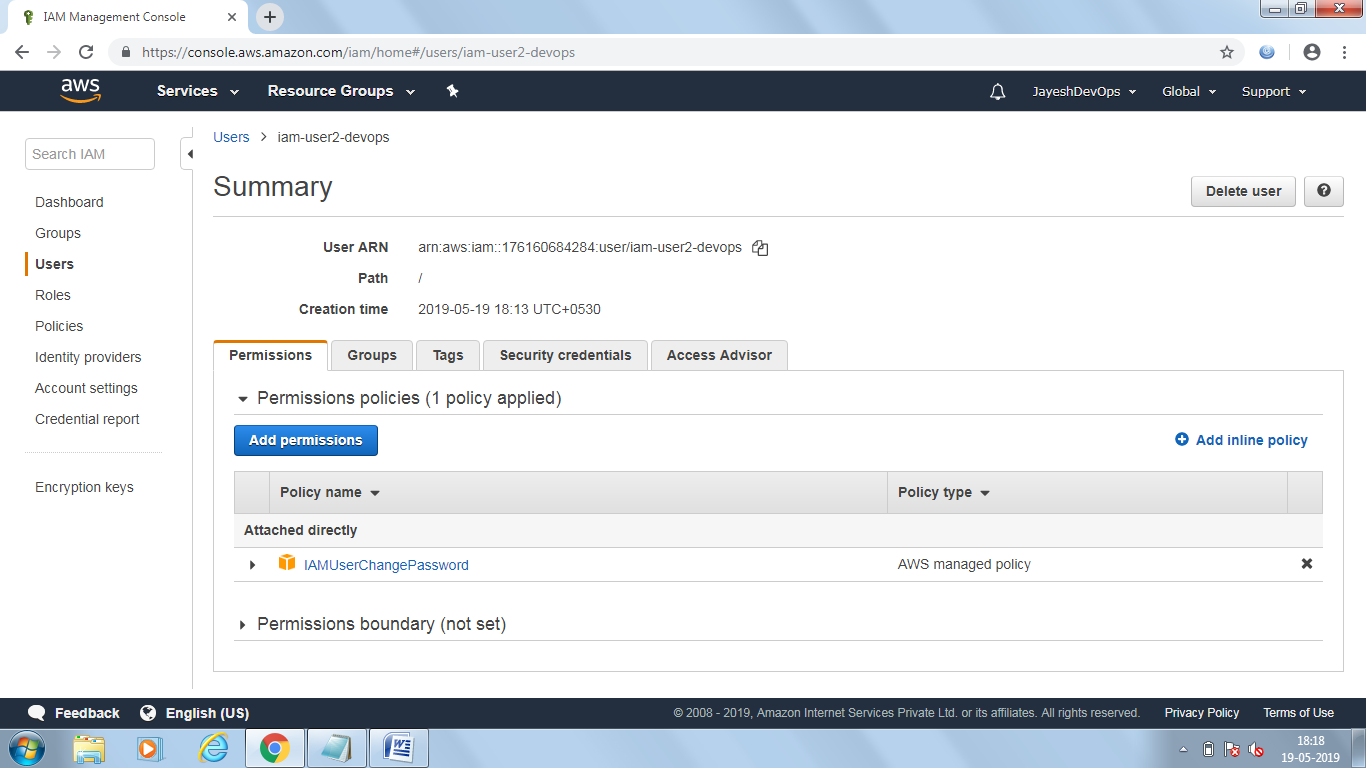 IAM Management Console
https://console.aws.amazon.com/iam/home#/users/iam-user2-devops
aws Services Resource Groups JayeshDevOps Global Support
Search IAM
Dashboard
Groups
Users
Roles
Policies
Identity providers
Account settings
Credential report
Encryption keys
Users > iam-user2-devops
Summary
Delete user
User ARN arn:aws:iam::176160684284:user/iam-user2-devops
Path /
Creation time 2019-05-19 18:13 UTC+0530
Permissions Groups Tags Security credentials Access Advisor
Permissions policies (1 policy applied)
Add permissions Add inline policy
Policy name Policy type
Attached directly
IAMUserChangePassword AWS managed policy
Permissions boundary (not set)
Feedback English (US) © 2008 - 2019, Amazon Internet Services Private Ltd. or its affiliates. All rights reserved. Privacy Policy Terms of Use
18:18
19-05-2019